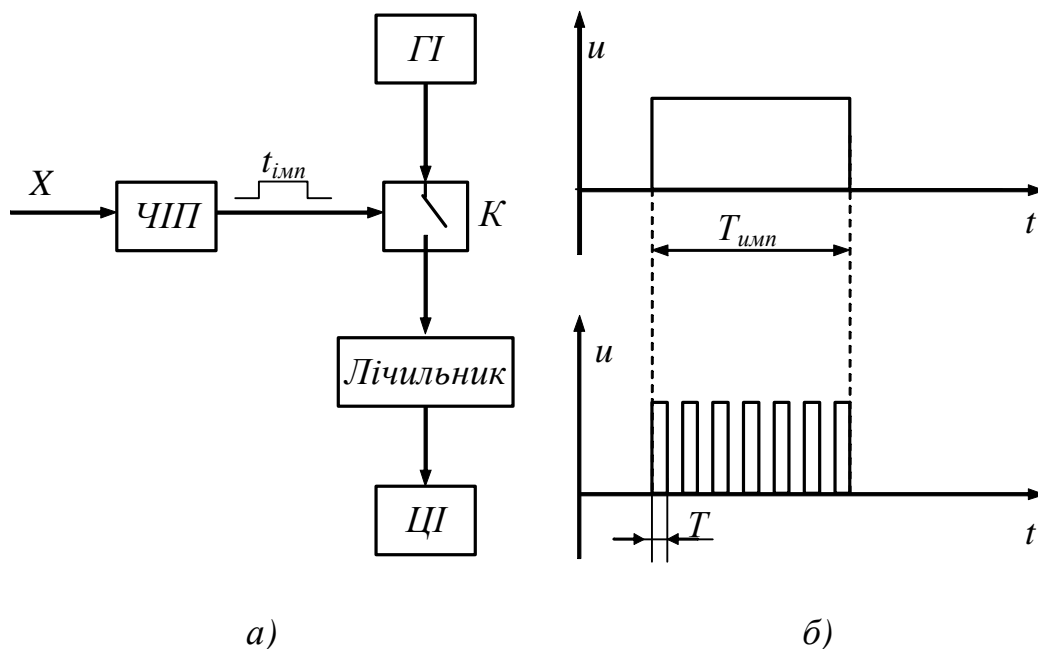 ГІ
u
X
t_імп
ЧІП
К
t
T_имп
Лічильник
u
ЦІ
T
t
а)
б)